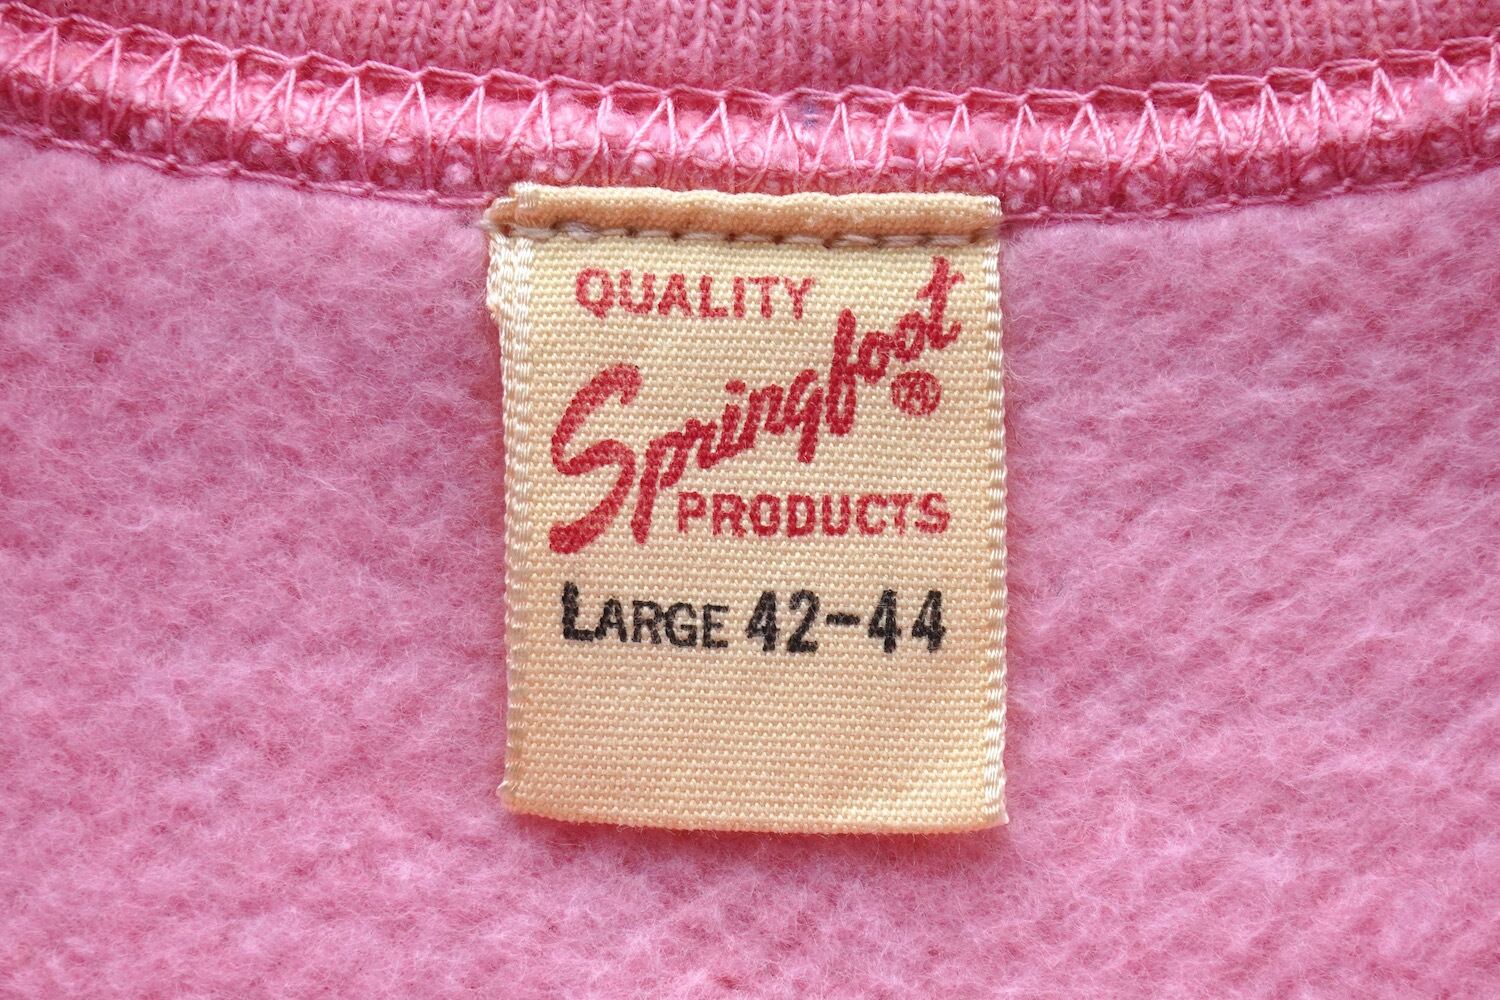 QUALITY
Springfoot ®
PRODUCTS
LARGE 42-44